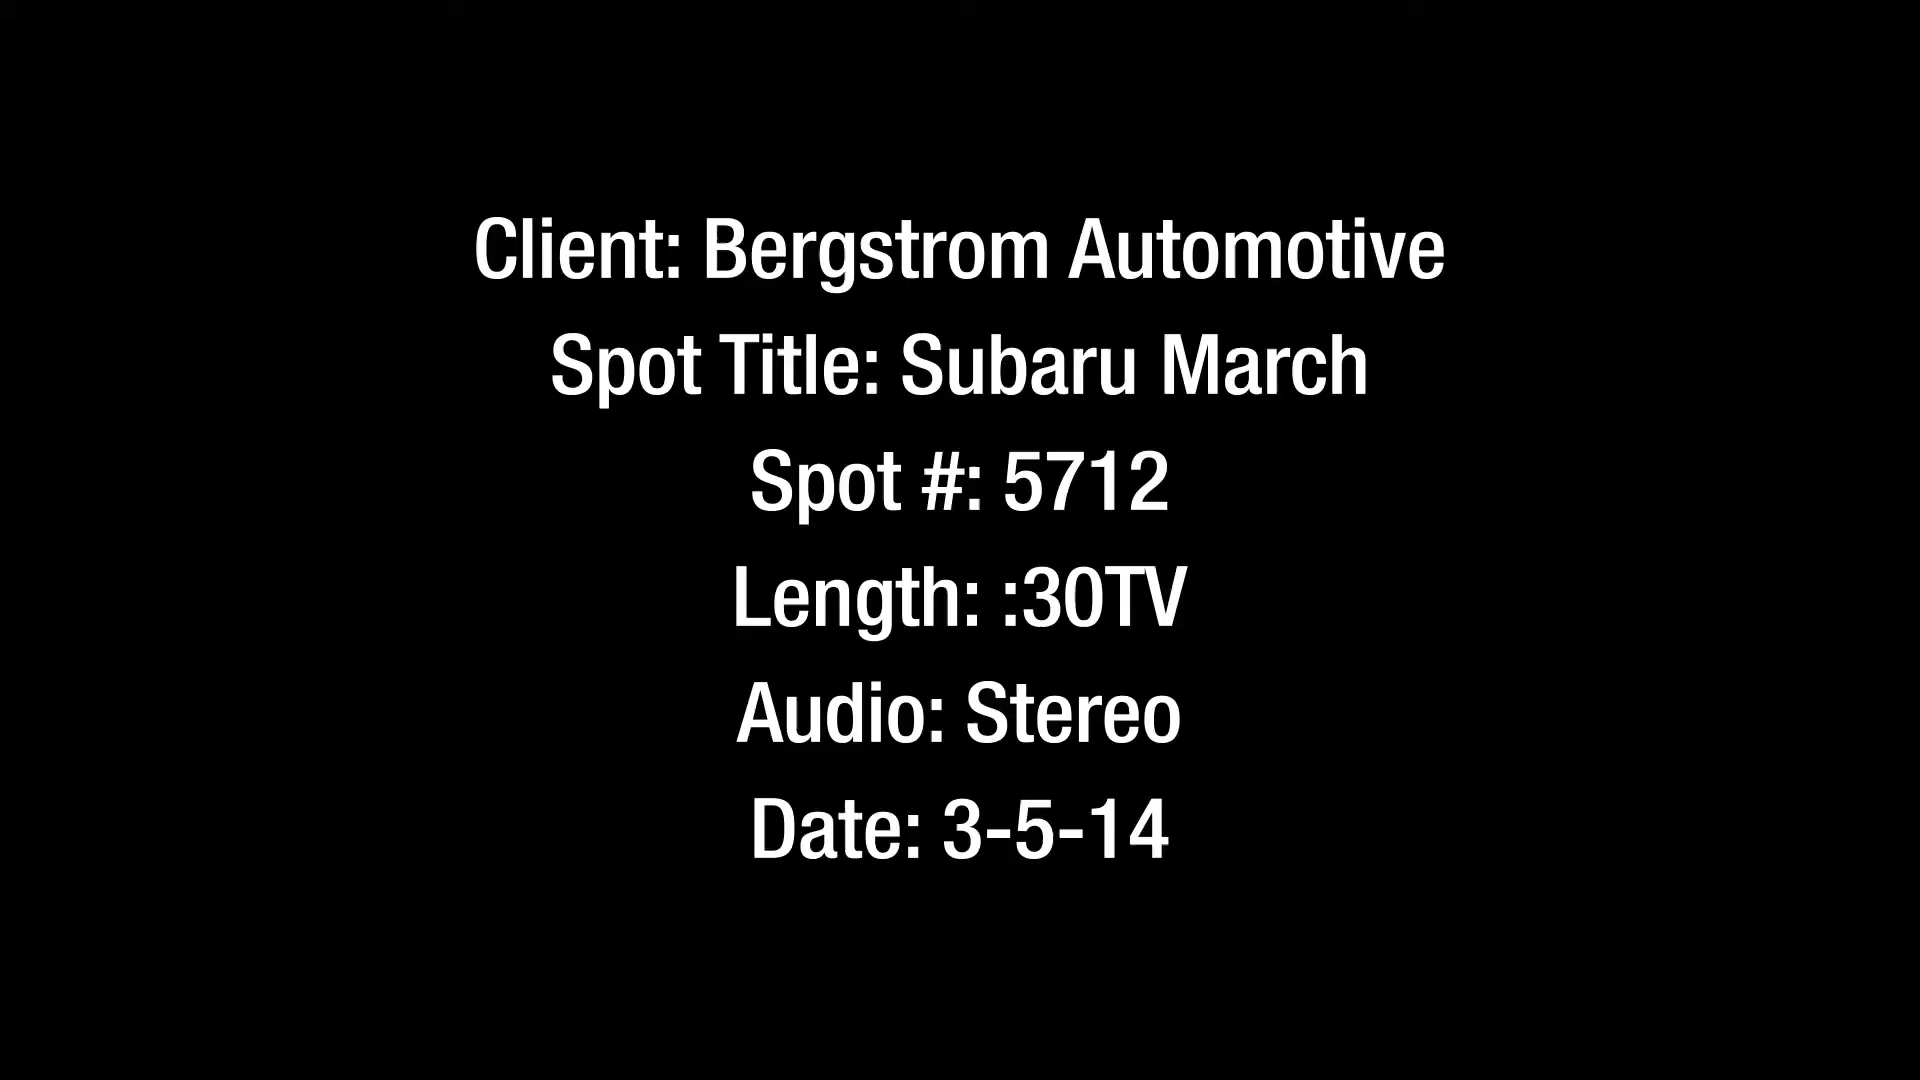 Client: Bergstrom Automotive
Spot Title: Subaru March
Spot #: 5712
Length: :30TV
Audio: Stereo
Date: 3-5-14